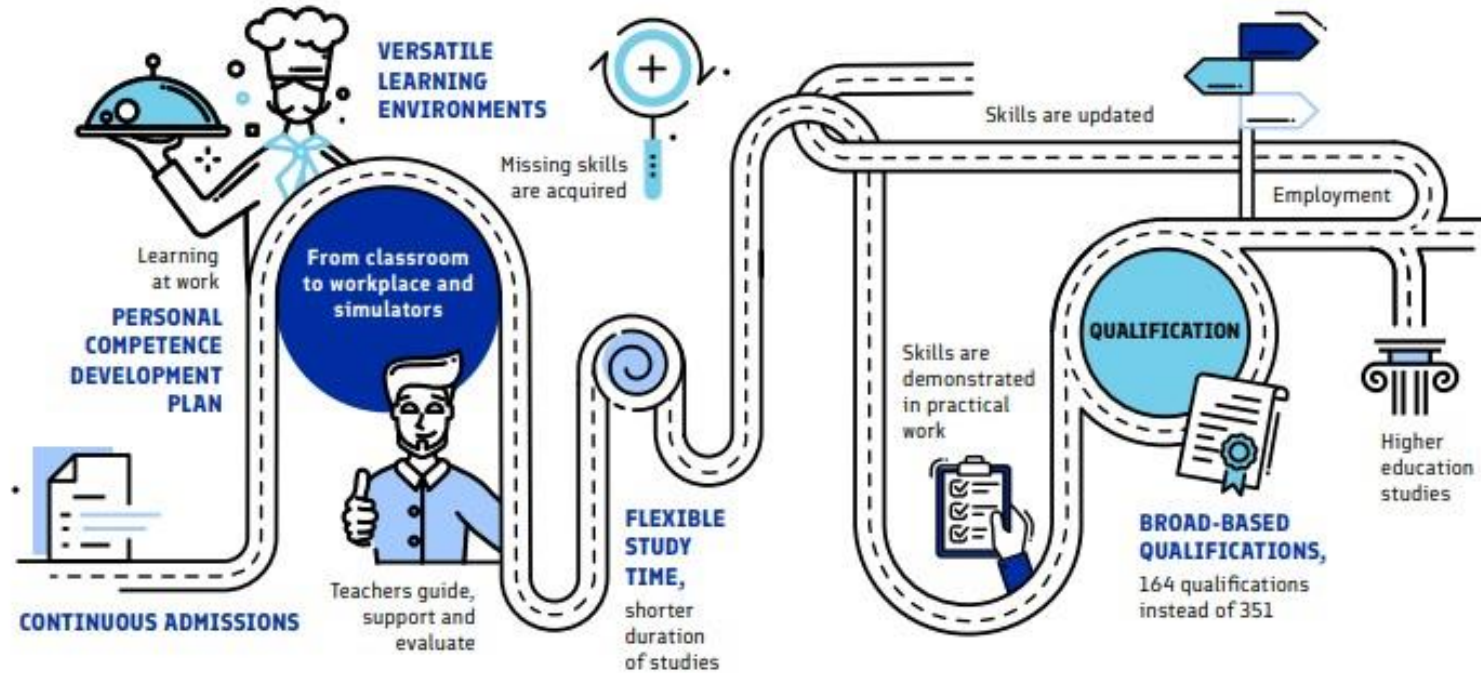 VERSATILE
LEARNING
ENVIRONMENTS
Missing skills
are acquired
Skills are updated
Employment
Learning
at work
From classroom
to workplace and
simulators
PERSONAL
COMPETENCE
DEVELOPMENT
PLAN
QUALIFICATION
Skills are
demonstrated
in practical
work
Higher
education
studies
CONTINUOUS ADMISSIONS
Teachers guide,
support and
evaluate
FLEXIBLE
STUDY
TIME,
shorter
duration
of studies
BROAD-BASED
QUALIFICATIONS,
164 qualifications
instead of 351